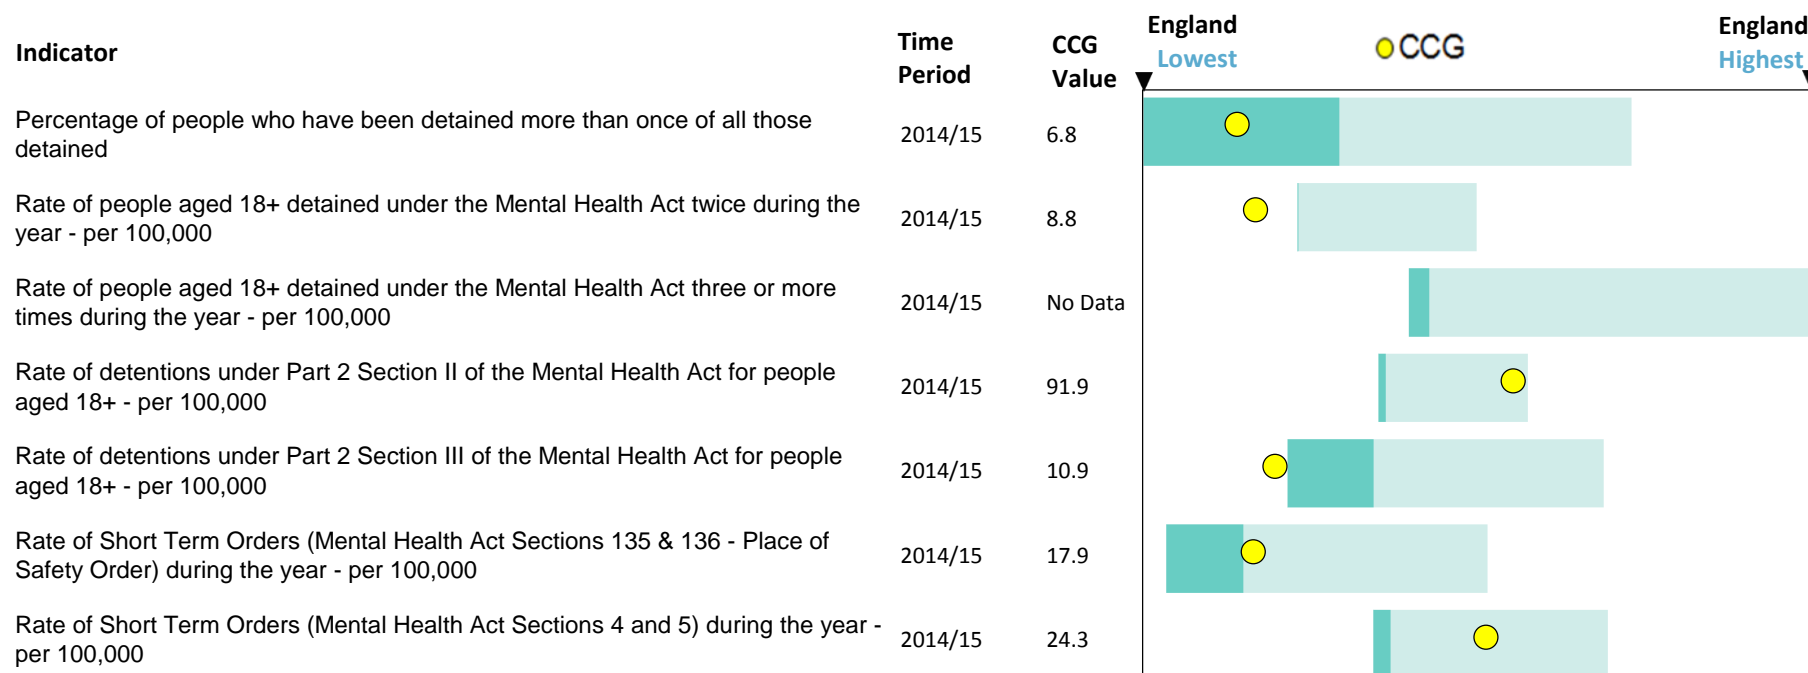 Indicator
Time
Period
CCG
Value
England
Lowest
CCG
England
Highest
Percentage of people who have been detained more than once of all those
detained
2014/15
6.8
Rate of people aged 18+ detained under the Mental Health Act twice during the
year - per 100,000
2014/15
8.8
Rate of people aged 18+ detained under the Mental Health Act three or more
times during the year - per 100,000
2014/15
No Data
Rate of detentions under Part 2 Section II of the Mental Health Act for people
aged 18+ - per 100,000
2014/15
91.9
Rate of detentions under Part 2 Section III of the Mental Health Act for people
aged 18+ - per 100,000
2014/15
10.9
Rate of Short Term Orders (Mental Health Act Sections 135 & 136 - Place of
Safety Order) during the year - per 100,000
2014/15
17.9
Rate of Short Term Orders (Mental Health Act Sections 4 and 5) during the year -
per 100,000
2014/15
24.3